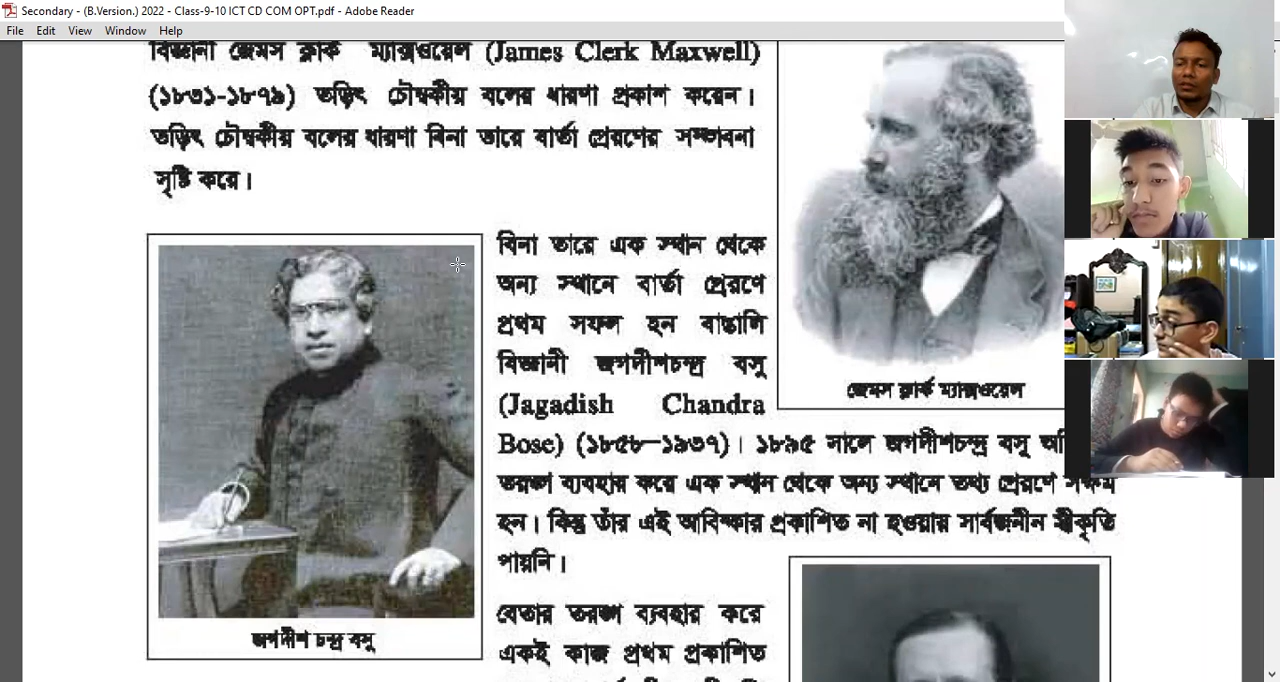 Secondary - (B.Version.) 2022 - Class-9-10 ICT CD COM OPT.pdf - Adobe Reader
File Edit View Window Help
বিজ্ঞানী জেমস ক্লার্ক ম্যাক্সওয়েল (James Clerk Maxwell)
(১৮৩১-১৮৭৯) তড়িৎ চৌম্বকীয় বলের ধারণা প্রকাশ করেন।
তড়িৎ চৌম্বকীয় বলের ধারণা বিনা তারে বার্তা প্রেরণের সম্ভাবনা
সৃষ্টি করে।
জেমস ক্লার্ক ম্যাক্সওয়েল
বিনা তারে এক স্থান থেকে
অন্য স্থানে বার্তা প্রেরণে
প্রথম সফল হন বাঙালি
বিজ্ঞানী জগদীশচন্দ্র বসু
(Jagadish Chandra
Bose) (১৮৫৮–১৯৩৭)। ১৮৯৫ সালে জগদীশচন্দ্র বসু
তরঙ্গ ব্যবহার করে এক স্থান থেকে অন্য স্থানে তথ্য প্রেরণে সক্ষম
হন। কিন্তু তাঁর এই আবিষ্কার প্রকাশিত না হওয়ায় সার্বজনীন স্বীকৃতি
পায়নি।
জগদীশ চন্দ্র বসু
বেতার তরঙ্গ ব্যবহার করে
একই কাজ প্রথম প্রকাশিত